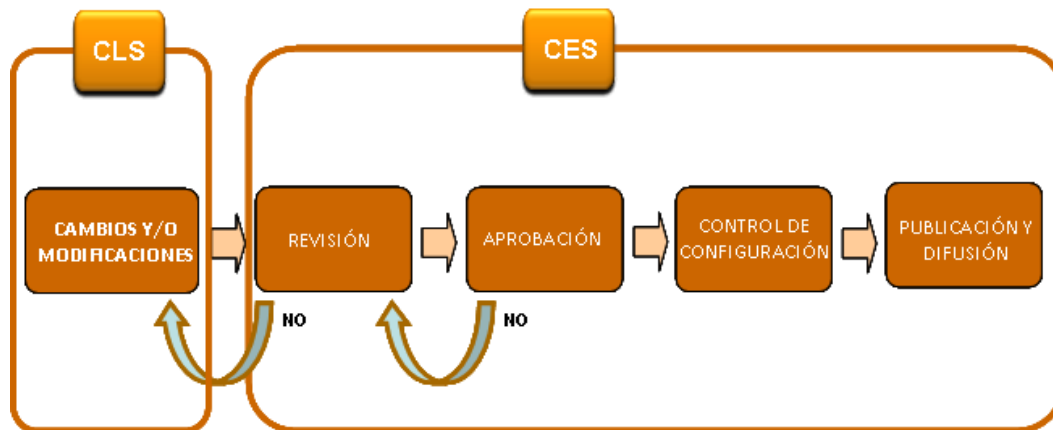 CLS
CES
CAMBIOS Y/O
MODIFICACIONES
REVISIÓN
APROBACIÓN
CONTROL DE
CONFIGURACIÓN
PUBLICACIÓN Y
DIFUSIÓN
NO
NO